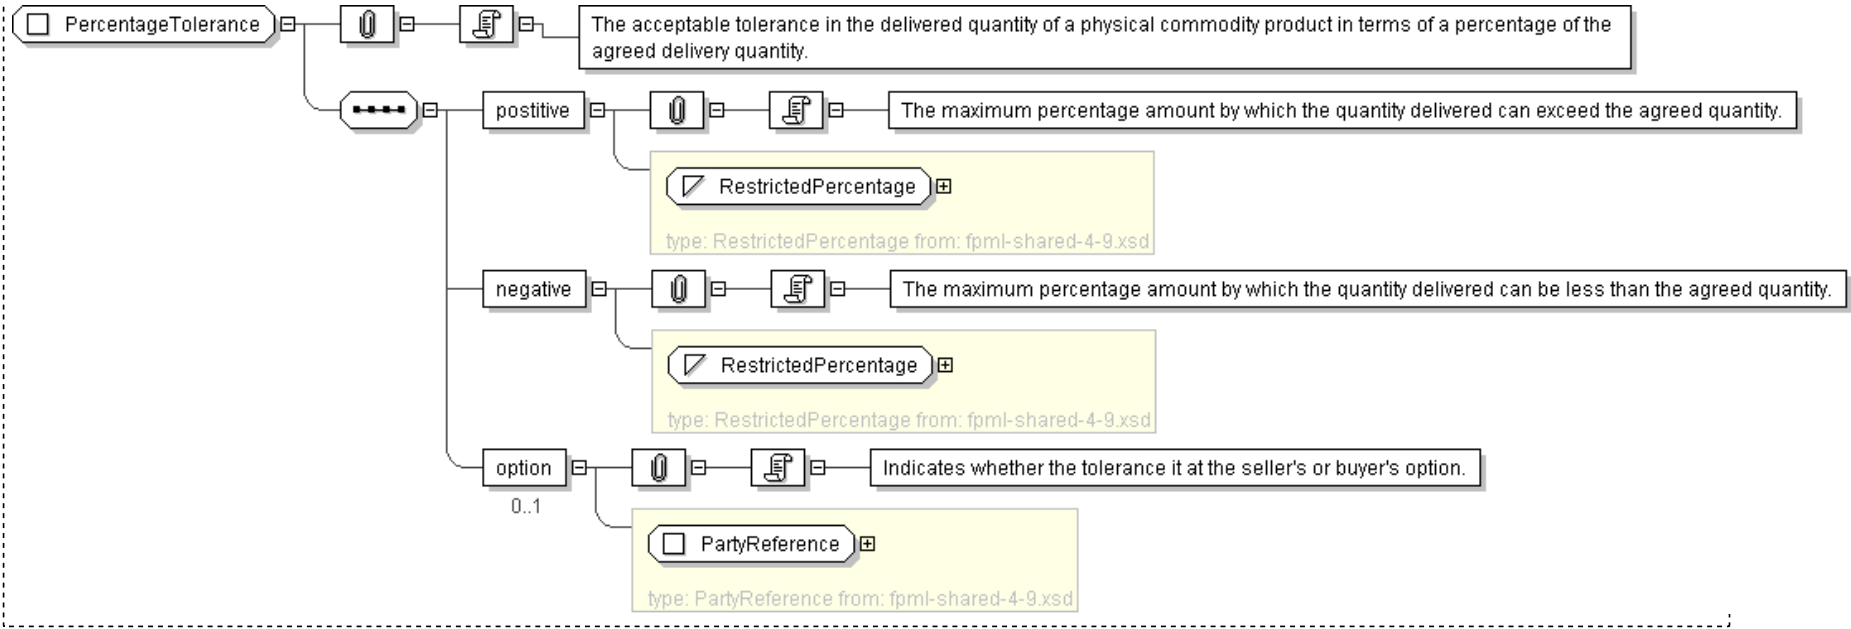 PercentageTolerance
The acceptable tolerance in the delivered quantity of a physical commodity product in terms of a percentage of the
agreed delivery quantity.
postitive
The maximum percentage amount by which the quantity delivered can exceed the agreed quantity.
RestrictedPercentage
type: RestrictedPercentage from: fpml-shared-4-9.xsd
negative
The maximum percentage amount by which the quantity delivered can be less than the agreed quantity.
RestrictedPercentage
type: RestrictedPercentage from: fpml-shared-4-9.xsd
option
Indicates whether the tolerance it at the seller's or buyer's option.
0..1
PartyReference
type: PartyReference from: fpml-shared-4-9.xsd